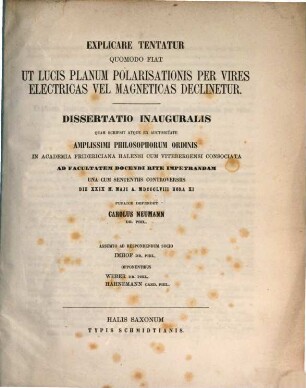 EXPLICARE TENTATUR
QUOMODO FIAT
UT LUCIS PLANUM POLARISATIONIS PER VIRES
ELECTRICAS VEL MAGNETICAS DECLINETUR.
DISSERTATIO INAUGURALIS
QUAM SCRIPSIT ATQUE EX AUCTORITATE
AMPLISSIMI PHILOSOPHORUM ORDINIS
IN ACADEMIA FRIDERICIANA HALENSI CUM VITEBERGENSI CONSOCIATA
AD FACULTATEM DOCENDI RITE IMPETRANDAM
UNA CUM SENTENTIIS CONTROVERSIS
DIE XXIX M. MAII A. MDCCCLVIII HORA XI
PUBLICE DEFENDET
CAROLUS NEUMANN
DR. PHIL.
ASSUMTO AD RESPONDENDUM SOCIO
IMHOF DR. PHIL.
OPPONENTIBUS
WEBER DR. PHIL.
HAHNEMANN CAND. PHIL.
HALIS SAXONUM
TYPIS SCHMIDTIANIS.